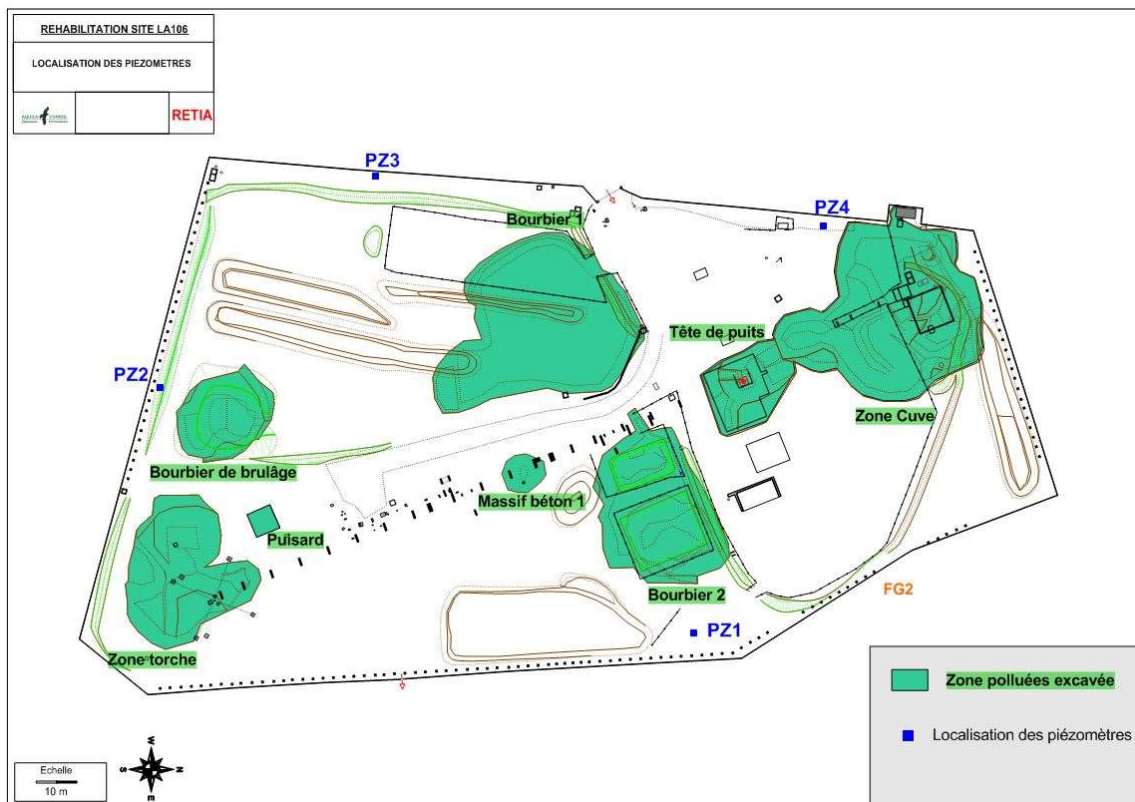 REHABILITATION SITE LA106
LOCALISATION DES PIEZOMETRES
RETIA
PZ3
PZ4
Bourbier 1
Tête de puits
PZ2
Zone Cuve
Bourbier de brulâge
Massif béton 1
Puisard
Bourbier 2
FG2
PZ1
Zone torche
Zone polluées excavée
Localisation des piézomètres
Echelle
10 m
W
S
N
E